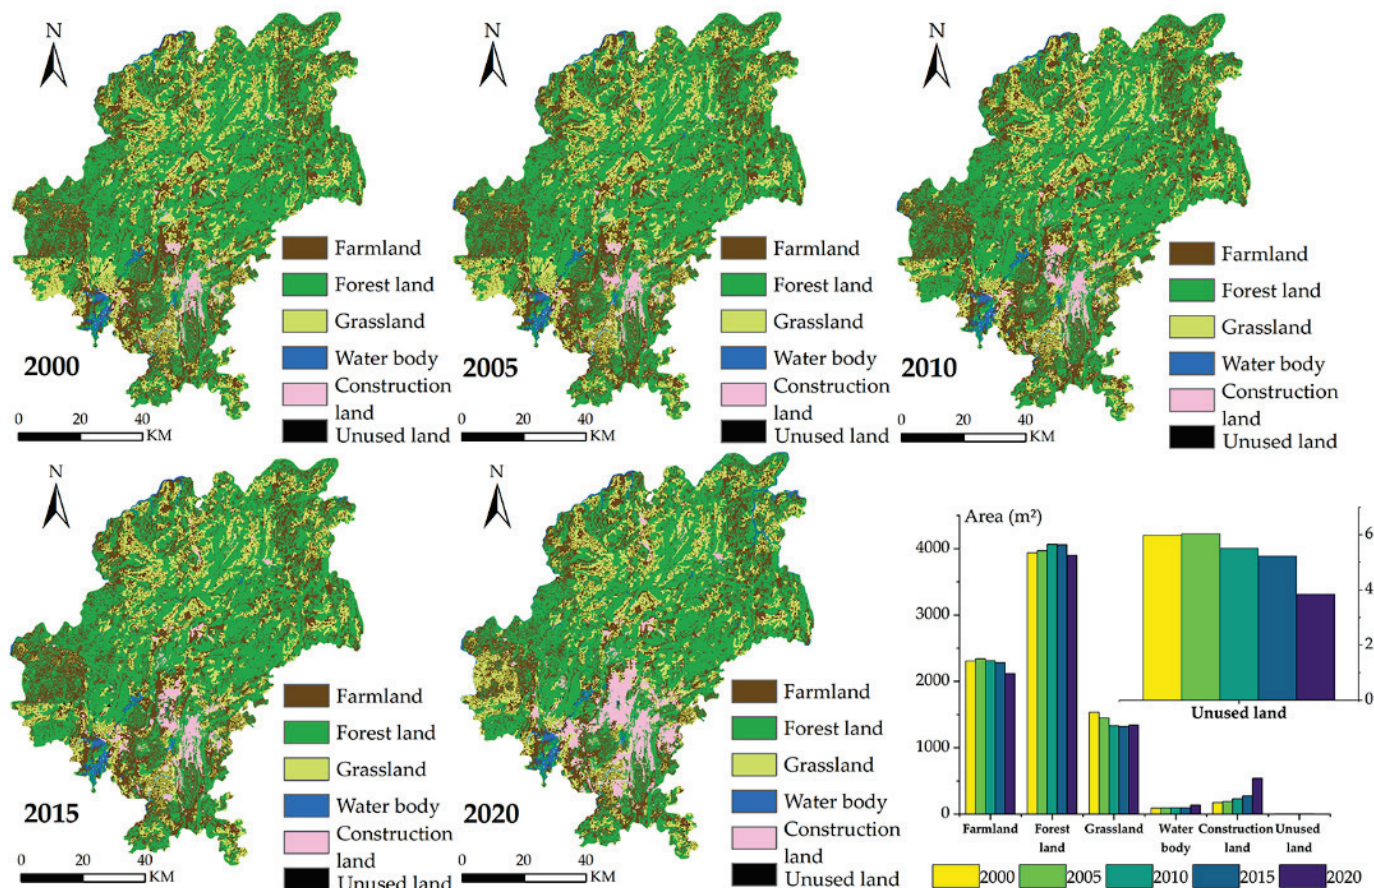 N
Farmland
Forest land
Grassland
Water body
Construction
land
Unused land
2000
0 20 40
KM
N
Farmland
Forest land
Grassland
Water body
Construction
land
Unused land
2005
0 20 40
KM
N
Farmland
Forest land
Grassland
Water body
Construction
land
Unused land
2010
0 20 40
KM
N
Farmland
Forest land
Grassland
Water body
Construction
land
Unused land
2015
0 20 40
KM
N
Farmland
Forest land
Grassland
Water body
Construction
land
Unused land
2020
0 20 40
KM
Area (m²)
4000
3000
2000
1000
0
6
4
2
0
Unused land
Farmland
Forest
land
Grassland
Water
body
Construction
land
Unused
land
2000 2005 2010 2015 2020